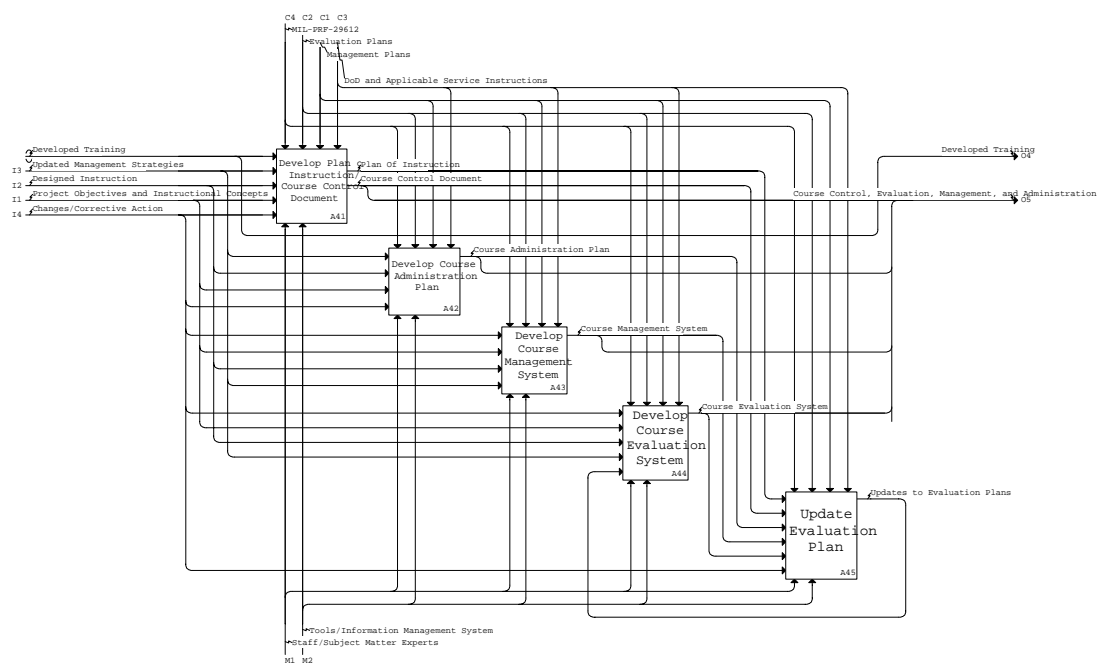 C4 C2 C1 C3
MIL-PRF-29612
Evaluation Plans
Management Plans
DoD and Applicable Service Instructions
Developed Training
I3 Updated Management Strategies
I2 Designed Instruction
I1 Project Objectives and Instructional Concepts
I4 Changes/Corrective Action
Develop Plan Of
Instruction/
Course Control
Document
A41
Plan Of Instruction
Course Control Document
Developed Training
O4
Course Control, Evaluation, Management, and Administration
O5
Develop Course
Administration
Plan
A42
Course Administration Plan
Develop
Course
Management
System
A43
Course Management System
Develop
Course
Evaluation
System
A44
Course Evaluation System
Update
Evaluation
Plan
A45
Updates to Evaluation Plans
Tools/Information Management System
Staff/Subject Matter Experts
M1 M2